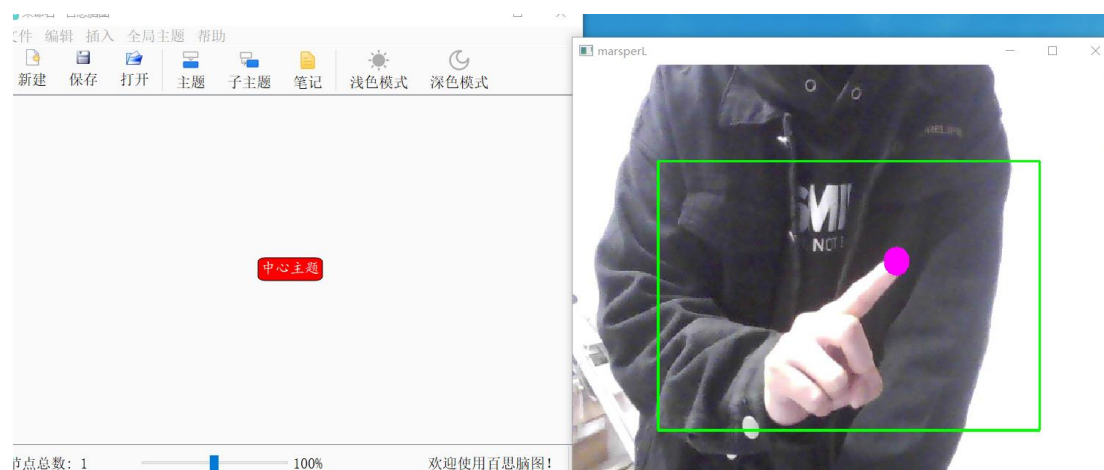 文件 编辑 插入 全局主题 帮助
新建 保存 打开 主题 子主题 笔记 浅色模式 深色模式
中心主题
节点总数: 1 100% 欢迎使用百思脑图!
marsperL
NOT